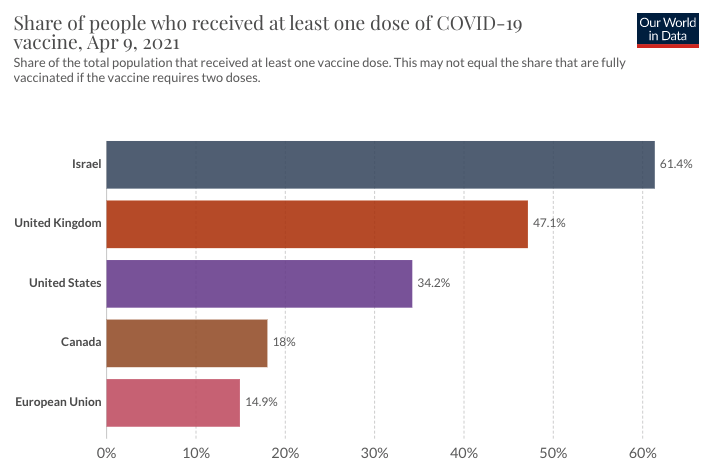 Share of people who received at least one dose of COVID-19
vaccine, Apr 9, 2021
Our World
in Data
Share of the total population that received at least one vaccine dose. This may not equal the share that are fully
vaccinated if the vaccine requires two doses.
Israel 61.4%
United Kingdom 47.1%
United States 34.2%
Canada 18%
European Union 14.9%
0% 10% 20% 30% 40% 50% 60%